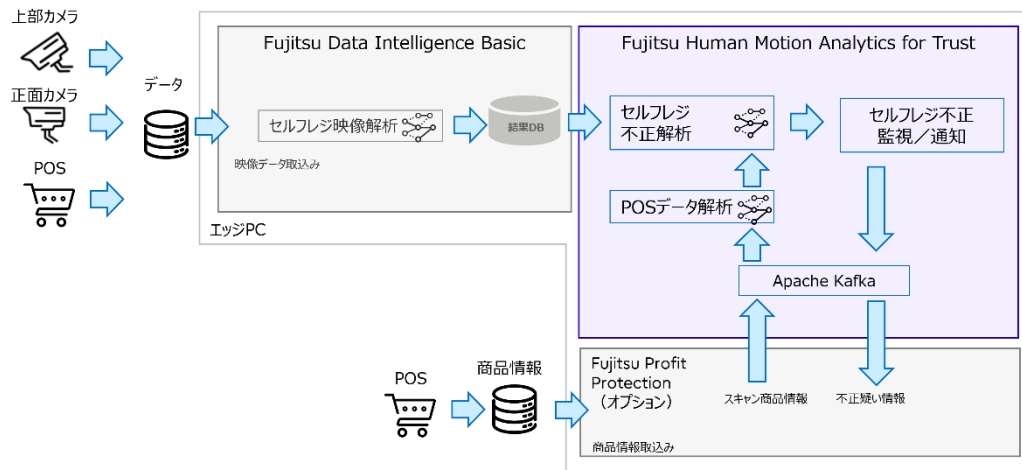 上部カメラ
正面カメラ
POS
データ
Fujitsu Data Intelligence Basic
セルフレジ映像解析
映像データ取込み
結果DB
エッジPC
Fujitsu Human Motion Analytics for Trust
セルフレジ
不正解析
セルフレジ不正
監視／通知
POSデータ解析
Apache Kafka
POS
商品情報
Fujitsu Profit
Protection
（オプション）
スキャン商品情報
不正疑い情報
商品情報取込み